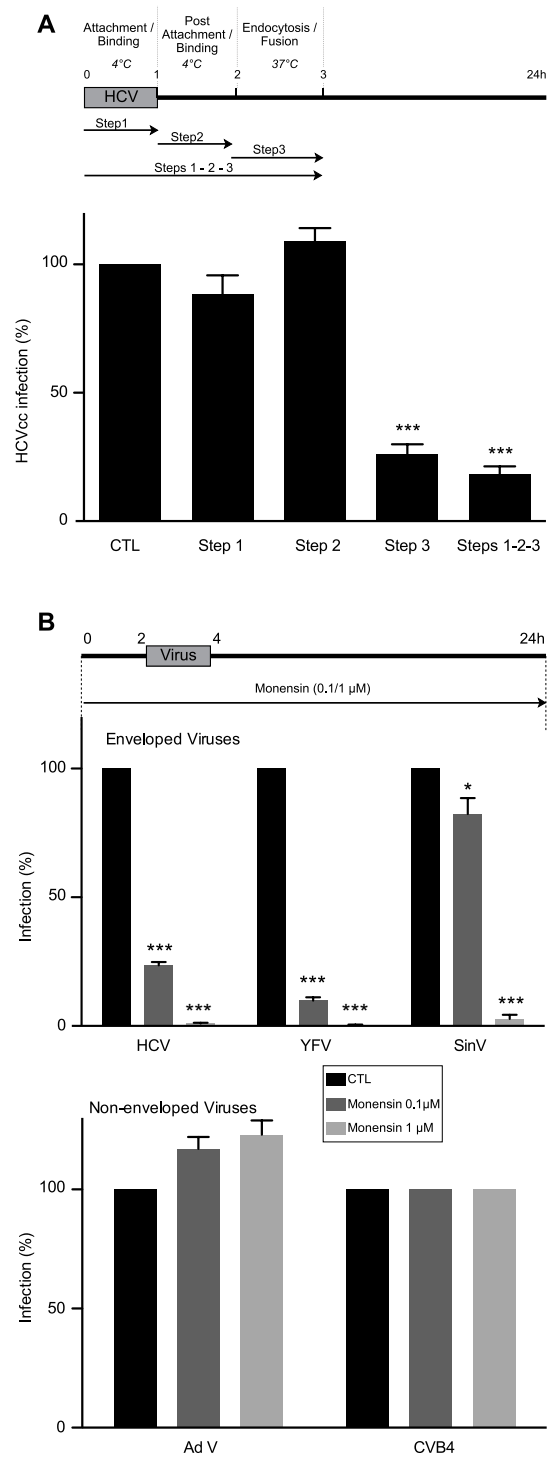 A
Attachment / Binding
Post Attachment / Binding
Endocytosis / Fusion
4°C
4°C
37°C
0 1 2 3 24h
HCV
Step1
Step2
Step3
Steps 1 - 2 - 3
HCVcc infection (%)
100
50
0
***
***
CTL Step 1 Step 2 Step 3 Steps 1-2-3
B
0 2 4 24h
Virus
Monensin (0.1/1 µM)
Enveloped Viruses
Infection (%)
100
50
0
***
***
***
***
*
***
HCV YFV SinV
CTL
Monensin 0.1µM
Monensin 1 µM
Non-enveloped Viruses
Infection (%)
100
50
0
Ad V CVB4